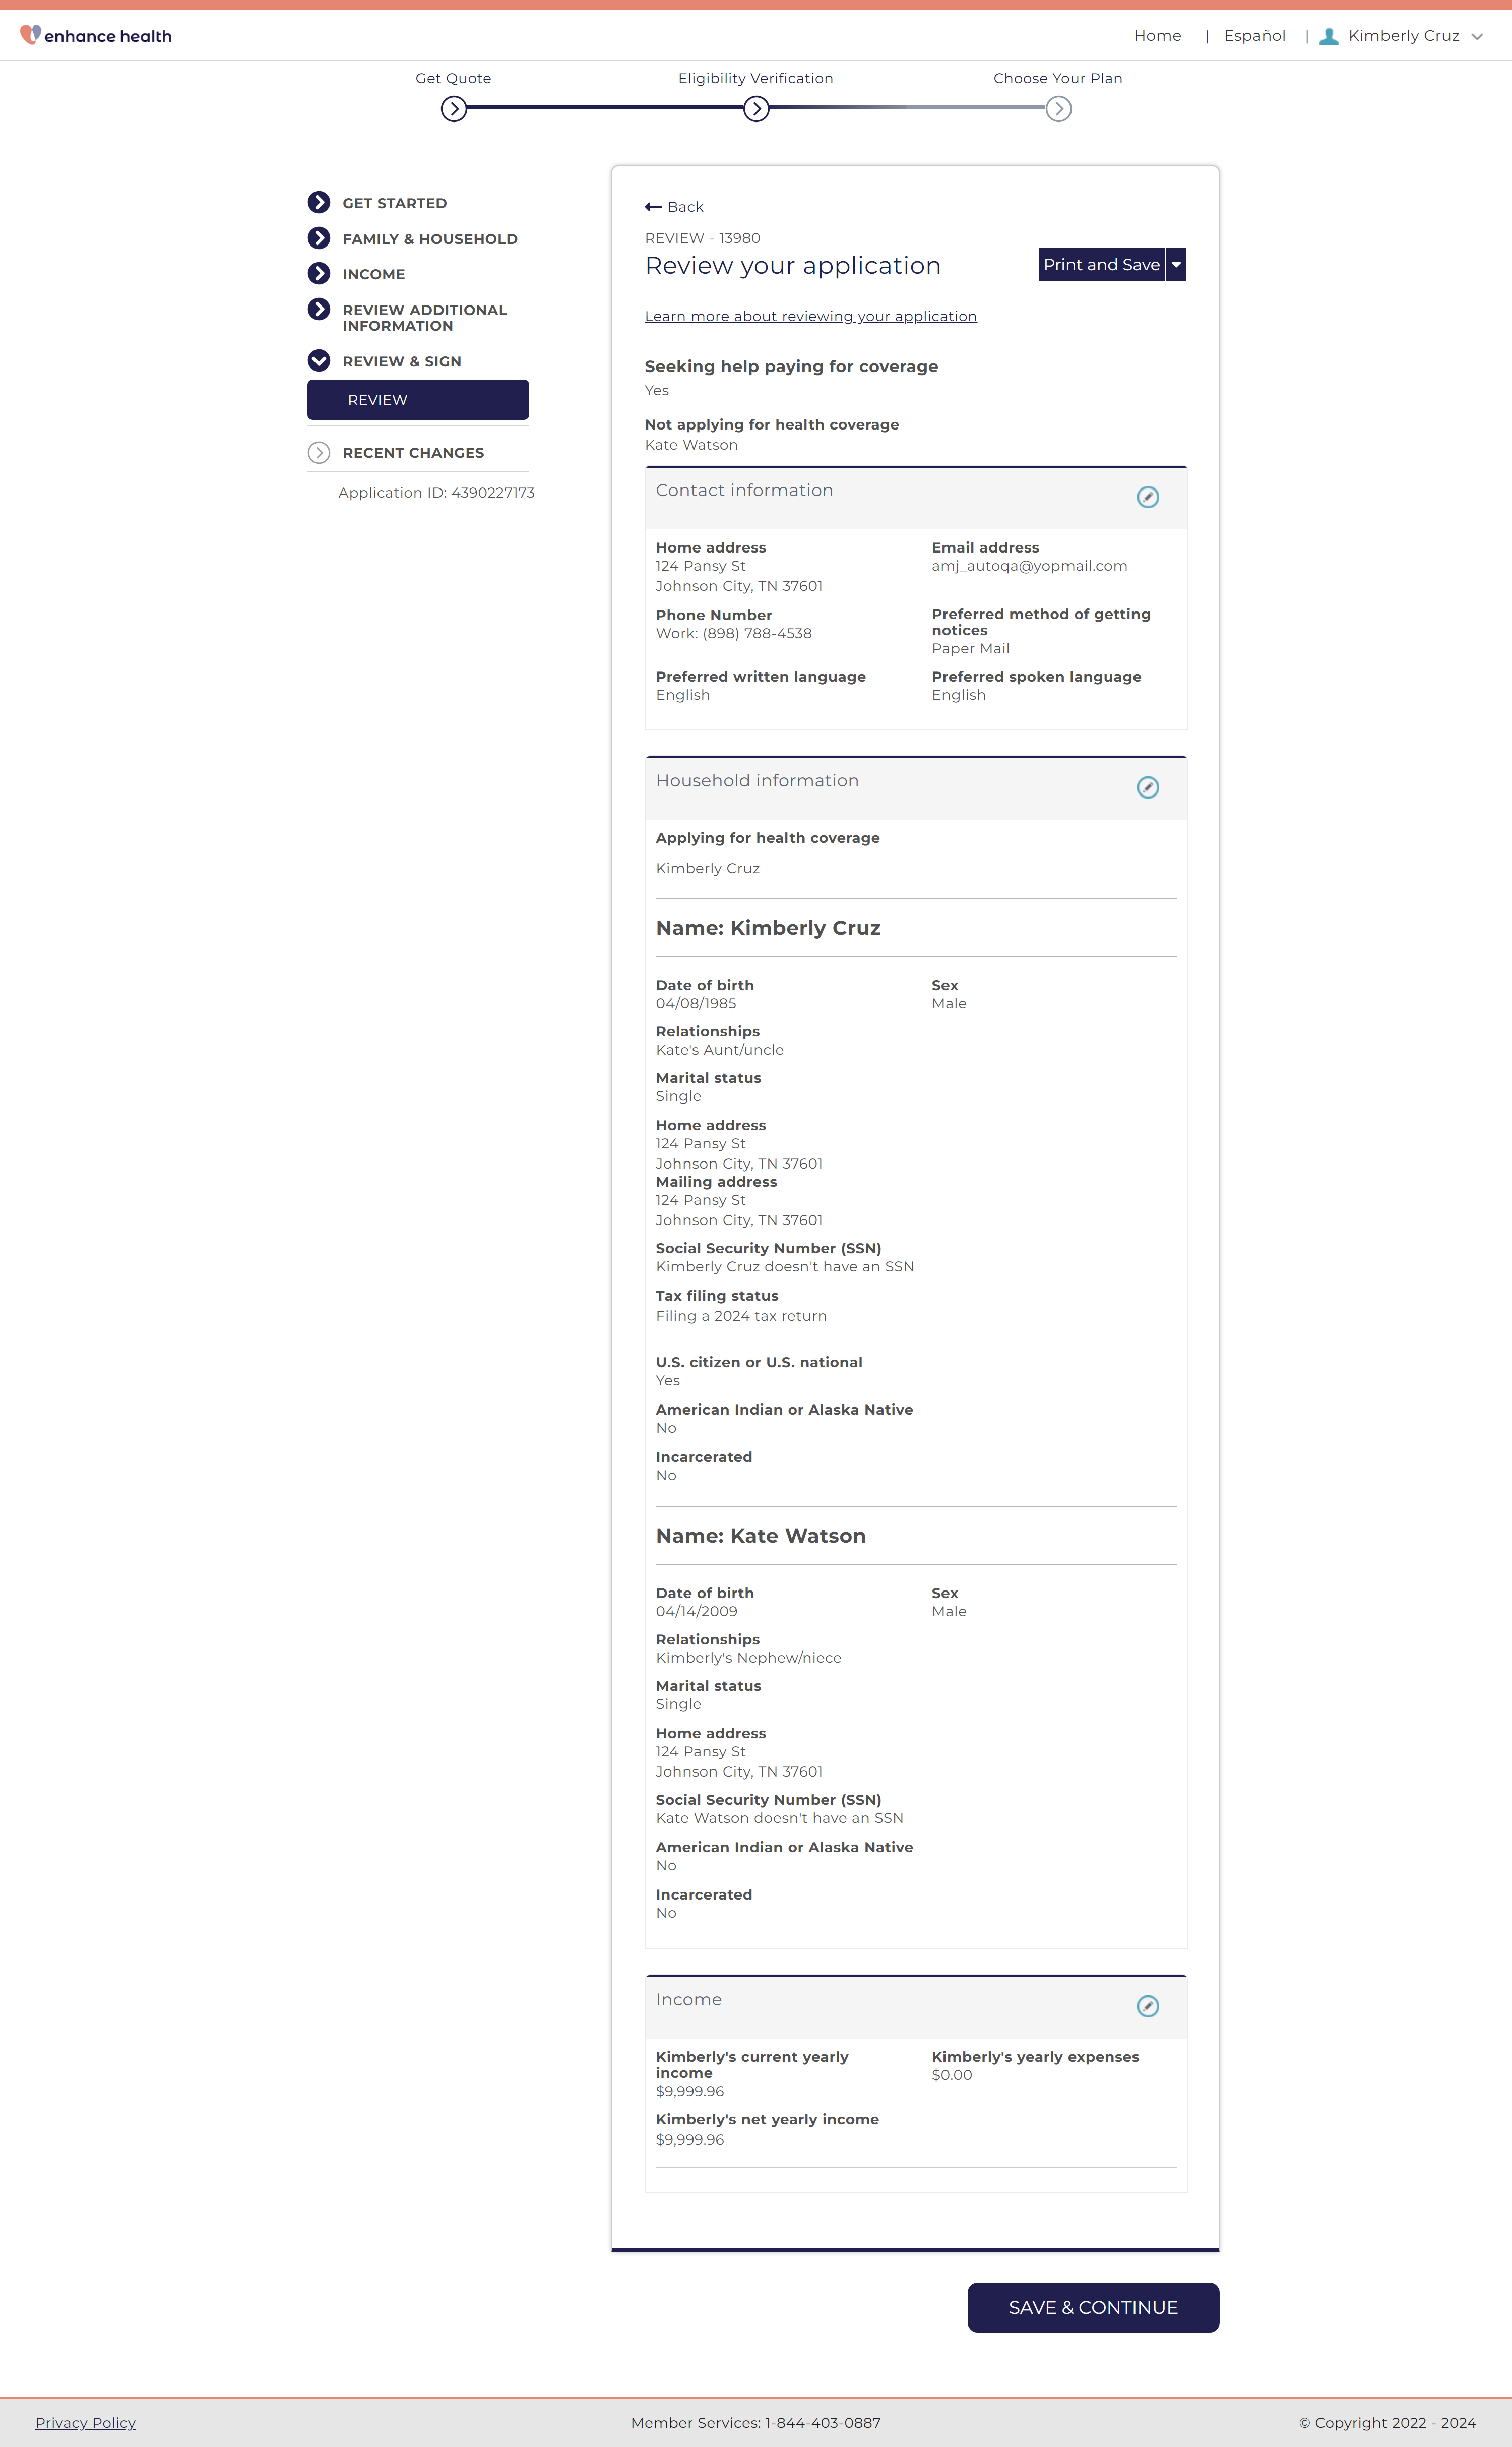 enhance health
Home | Español | Kimberly Cruz
Get Quote
Eligibility Verification
Choose Your Plan
GET STARTED
FAMILY & HOUSEHOLD
INCOME
REVIEW ADDITIONAL
INFORMATION
REVIEW & SIGN
REVIEW
RECENT CHANGES
Application ID: 4390227173
Back
REVIEW - 13980
Review your application
Print and Save
Learn more about reviewing your application
Seeking help paying for coverage
Yes
Not applying for health coverage
Kate Watson
Contact information
Home address
124 Pansy St
Johnson City, TN 37601
Email address
amj_autoqa@yopmail.com
Phone Number
Work: (898) 788-4538
Preferred method of getting
notices
Paper Mail
Preferred written language
English
Preferred spoken language
English
Household information
Applying for health coverage
Kimberly Cruz
Name: Kimberly Cruz
Date of birth
04/08/1985
Sex
Male
Relationships
Kate's Aunt/uncle
Marital status
Single
Home address
124 Pansy St
Johnson City, TN 37601
Mailing address
124 Pansy St
Johnson City, TN 37601
Social Security Number (SSN)
Kimberly Cruz doesn't have an SSN
Tax filing status
Filing a 2024 tax return
U.S. citizen or U.S. national
Yes
American Indian or Alaska Native
No
Incarcerated
No
Name: Kate Watson
Date of birth
04/14/2009
Sex
Male
Relationships
Kimberly's Nephew/niece
Marital status
Single
Home address
124 Pansy St
Johnson City, TN 37601
Social Security Number (SSN)
Kate Watson doesn't have an SSN
American Indian or Alaska Native
No
Incarcerated
No
Income
Kimberly's current yearly
income
$9,999.96
Kimberly's yearly expenses
$0.00
Kimberly's net yearly income
$9,999.96
SAVE & CONTINUE
Privacy Policy
Member Services: 1-844-403-0887
© Copyright 2022 - 2024